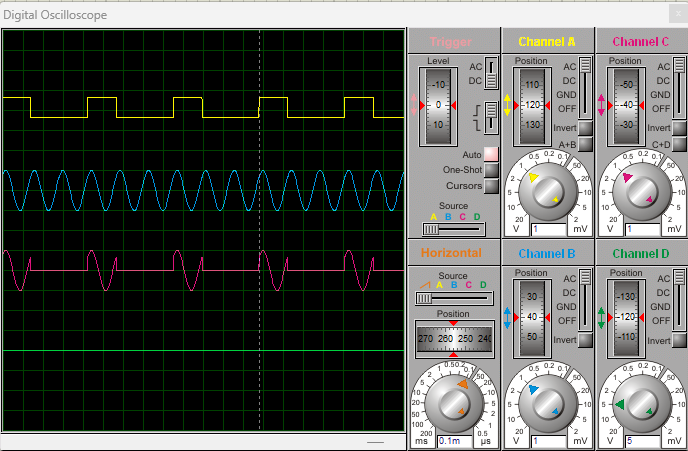 Digital Oscilloscope
x
Trigger
Level
-10
0
10
AC
DC
Auto
One-Shot
Cursors
Source
A B C D
Channel A
Position
110
120
130
AC
DC
GND
OFF
Invert
A+B
20 10 5 2 1 0.5 0.2 0.1 50 20 10 5 2
V 1 mV
Channel C
Position
-50
-40
-30
AC
DC
GND
OFF
Invert
C+D
20 10 5 2 1 0.5 0.2 0.1 50 20 10 5 2
V 1 mV
Horizontal
Source
A B C D
Position
270 260 250 240
200 100 50 20 10 5 2 1 0.5 0.2 0.1 50 20 10 5 2 1 0.5
ms 0.1m µs
Channel B
Position
30
40
50
AC
DC
GND
OFF
Invert
20 10 5 2 1 0.5 0.2 0.1 50 20 10 5 2
V 1 mV
Channel D
Position
-130
-120
-110
AC
DC
GND
OFF
Invert
20 10 5 2 1 0.5 0.2 0.1 50 20 10 5 2
V 5 mV